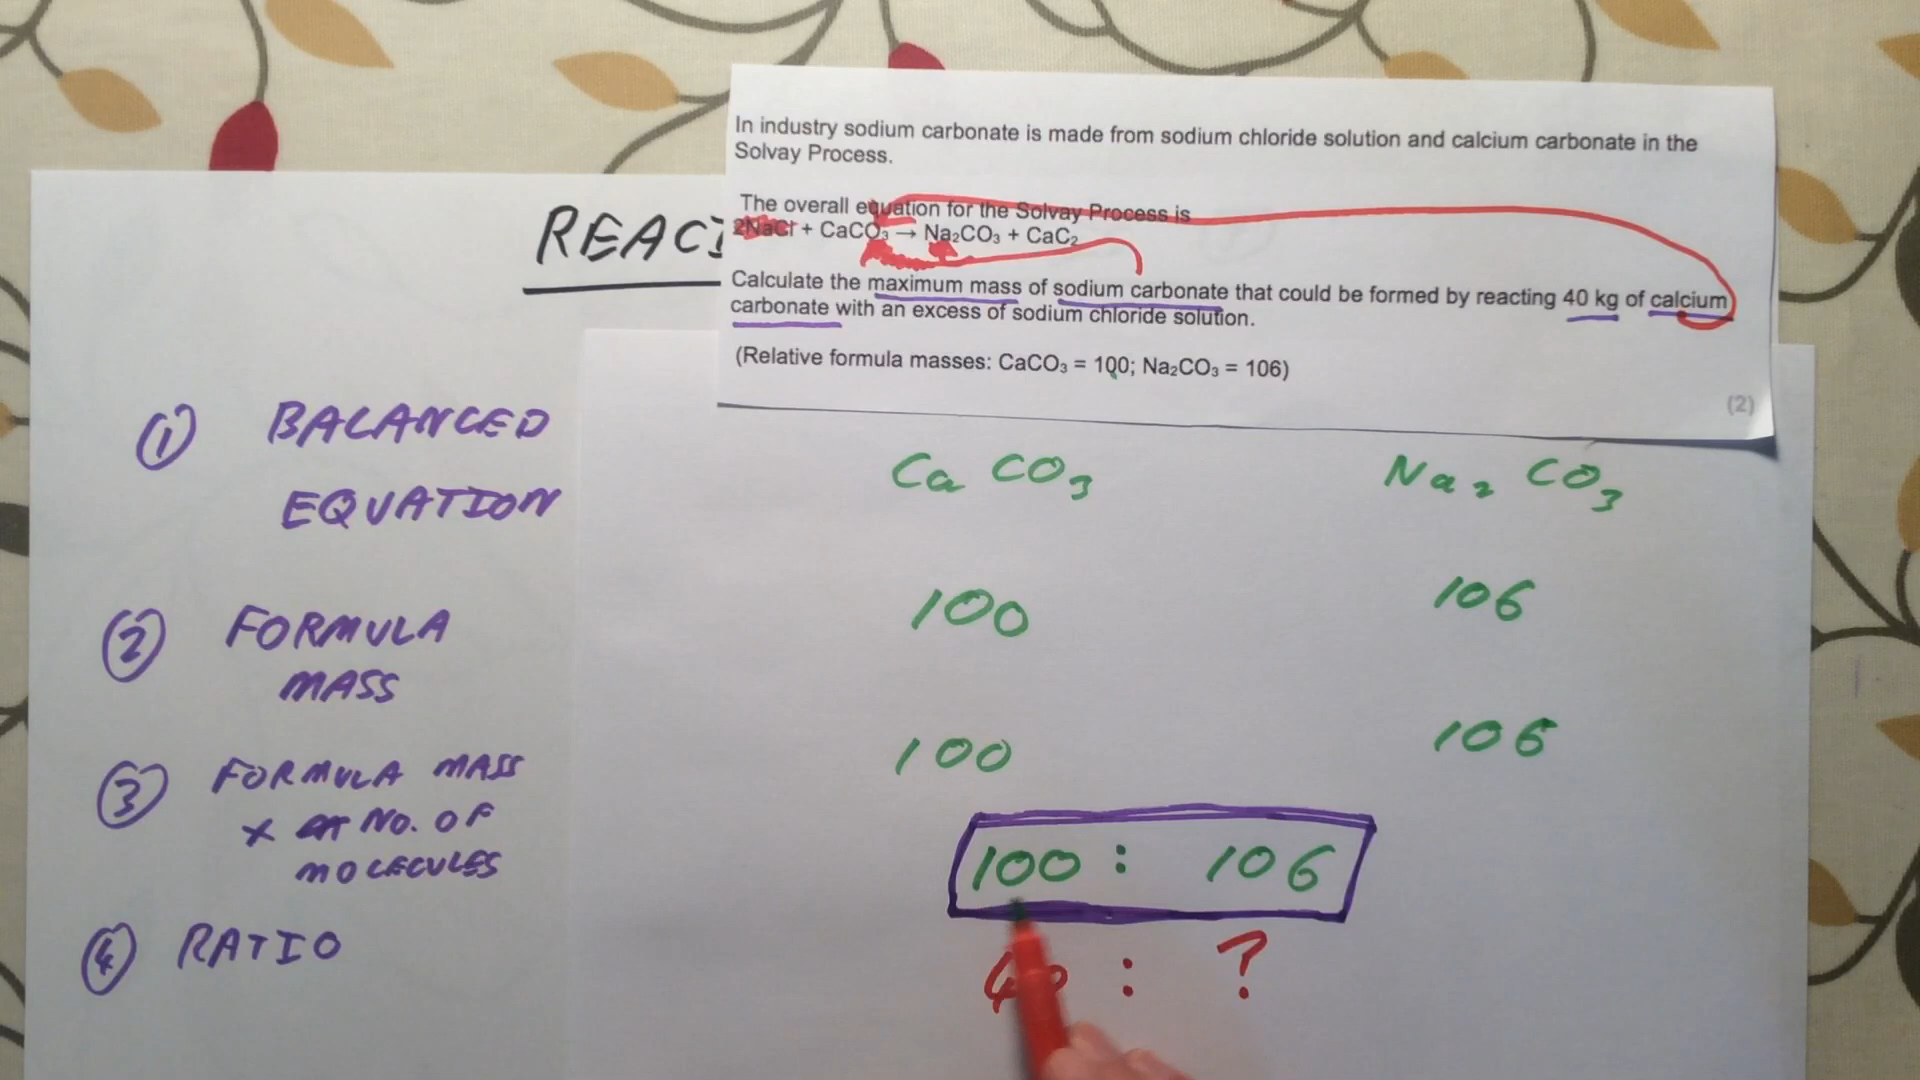 In industry sodium carbonate is made from sodium chloride solution and calcium carbonate in the
Solvay Process.
The overall equation for the Solvay Process is
2NaCl + CaCO₃ → Na₂CO₃ + CaC₂
Calculate the maximum mass of sodium carbonate that could be formed by reacting 40 kg of calcium
carbonate with an excess of sodium chloride solution.
(Relative formula masses: CaCO₃ = 100; Na₂CO₃ = 106)
(2)
REACT
① BALANCED
EQUATION
CaCO₃ Na₂CO₃
② FORMULA
MASS
100 106
③ FORMULA MASS
x NO. OF
MOLECULES
100 106
100 : 106
④ RATIO
40 : ?